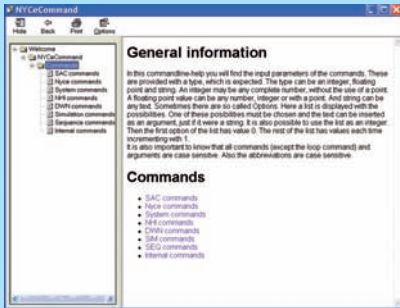 NYCeCommand
Hide Back Print Options
Welcome
NYCeCommand
Commands
SAC commands
Nyce commands
System commands
NHI commands
DWN commands
Simulation commands
Sequence commands
Internal commands
General information
In this commandline-help you will find the input parameters of the commands. These
are provided with a type, which is expected. The type can be an integer, floating
point and string. An integer may be any complete number, without the use of a point.
A floating point value can be any number, integer or with a point. And string can be
any text. Sometimes there are so called Options. Here a list is displayed with the
possibilities. One of these posibilities must be chosen and the text can be inserted
as an argument, just if it were a string. It is also possible to use the list as an integer.
Then the first option of the list has value 0. The rest of the list has values each time
incrementing with 1.
It is also important to know that all commands (except the loop command) and
arguments are case sensitive. Also the abbreviations are case sensitive.
Commands
SAC commands
Nyce commands
System commands
NHI commands
DWN commands
SIM commands
SEQ commands
Internal commands